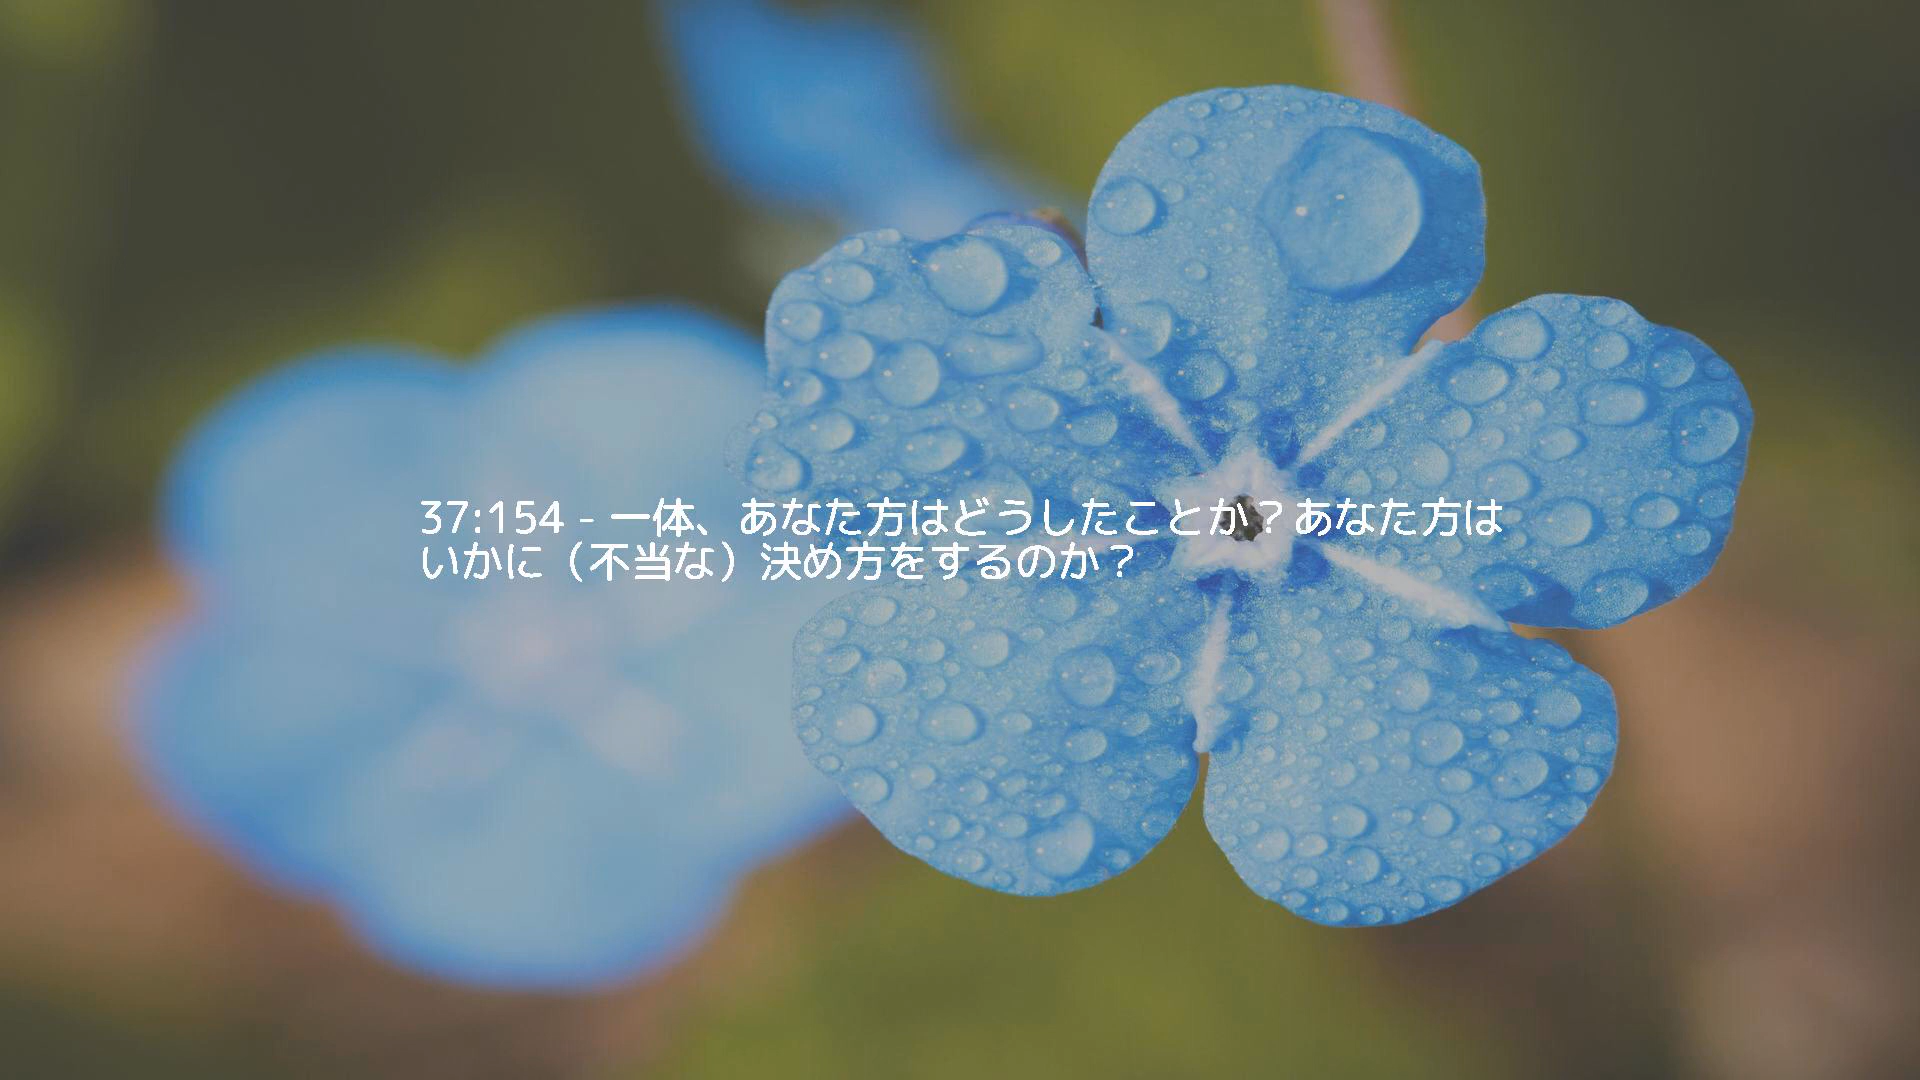 37:154 - 一体、あなた方はどうしたことか？あなた方は
いかに（不当な）決め方をするのか？